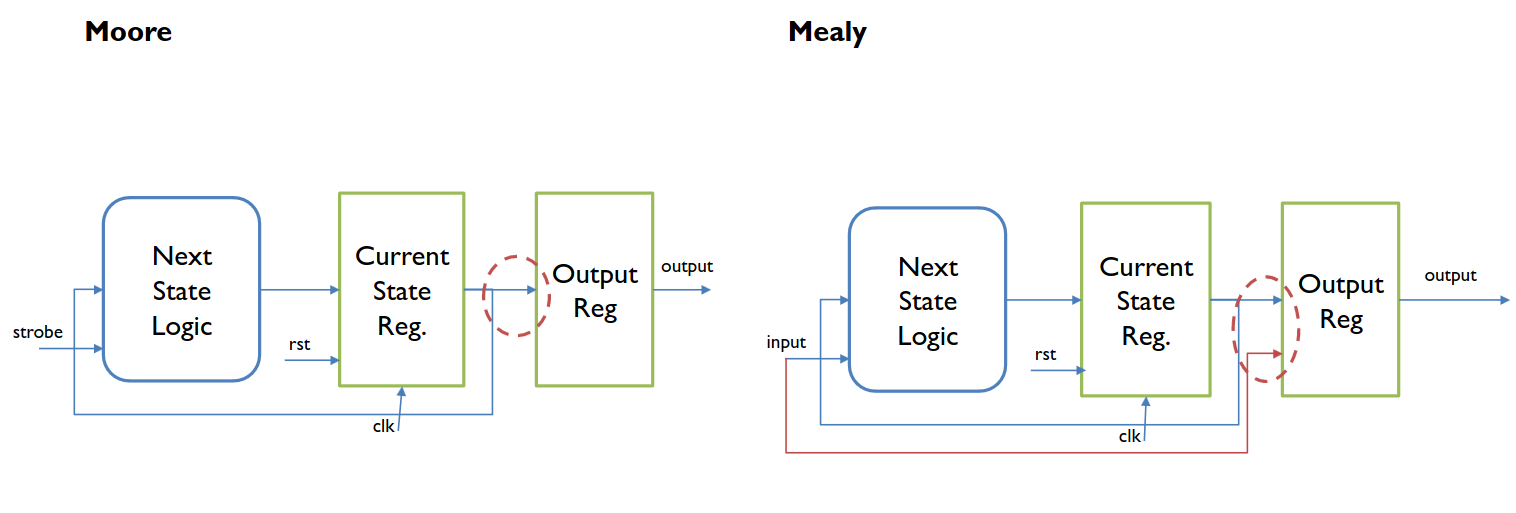 Moore
Mealy
Next
State
Logic
Current
State
Reg.
Output
Reg
output
strobe
rst
clk
Next
State
Logic
Current
State
Reg.
Output
Reg
output
input
rst
clk